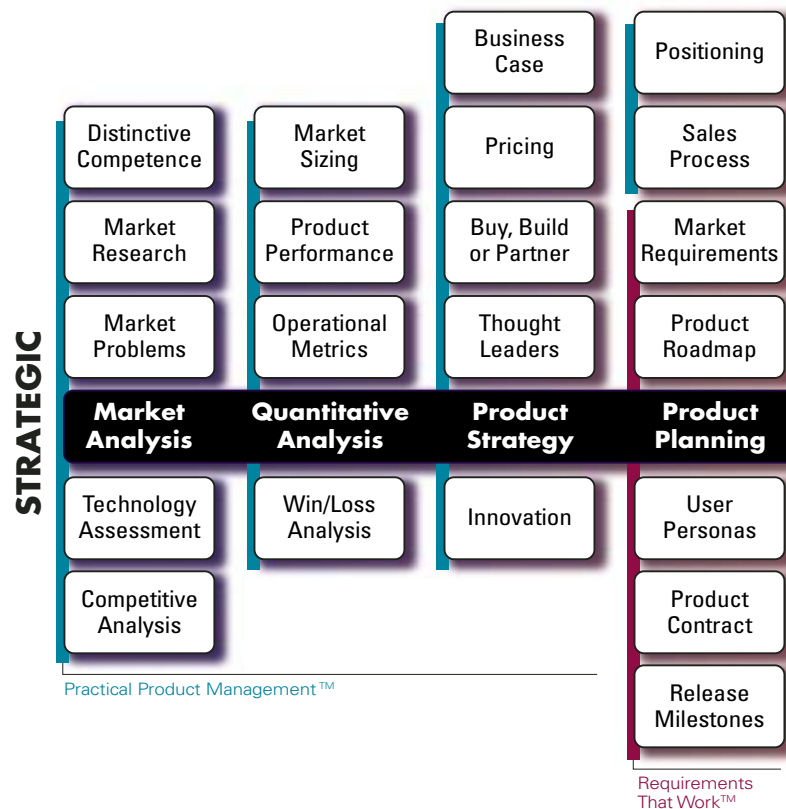 STRATEGIC
Distinctive
Competence
Market
Research
Market
Problems
Market
Analysis
Technology
Assessment
Competitive
Analysis
Market
Sizing
Product
Performance
Operational
Metrics
Quantitative
Analysis
Win/Loss
Analysis
Business
Case
Pricing
Buy, Build
or Partner
Thought
Leaders
Product
Strategy
Innovation
Positioning
Sales
Process
Market
Requirements
Product
Roadmap
Product
Planning
User
Personas
Product
Contract
Release
Milestones
Practical Product Management™
Requirements
That Work™